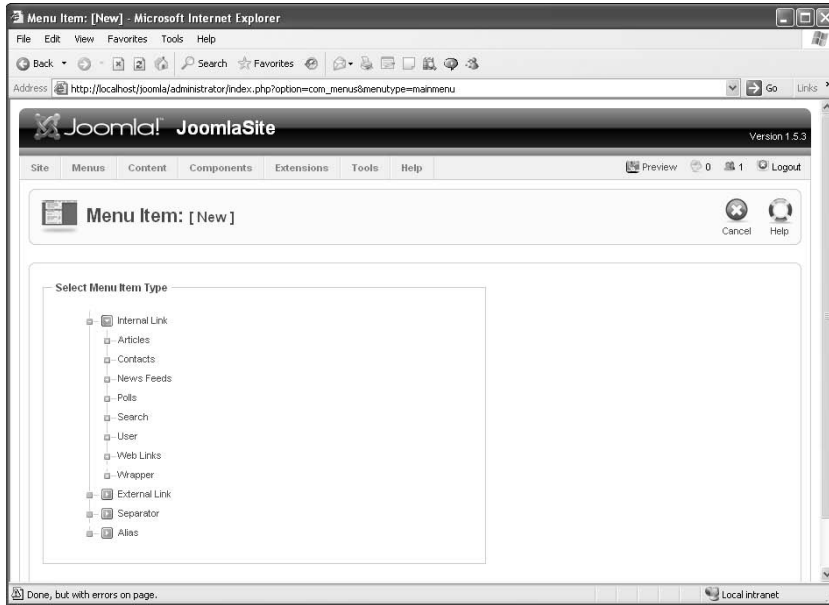 Menu Item: [New] - Microsoft Internet Explorer
File Edit View Favorites Tools Help
Back Search Favorites
Address http://localhost/joomla/administrator/index.php?option=com_menus&menutype=mainmenu Go Links
Joomla! JoomlaSite
Version 1.5.3
Site Menus Content Components Extensions Tools Help Preview 0 1 Logout
Menu Item: [ New ]
Cancel Help
Select Menu Item Type
Internal Link
Articles
Contacts
News Feeds
Polls
Search
User
Web Links
Wrapper
External Link
Separator
Alias
Done, but with errors on page. Local intranet